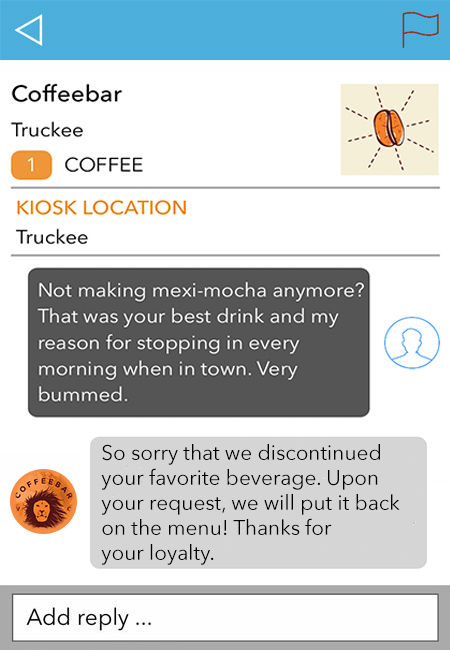 Coffeebar
Truckee
1 COFFEE
KIOSK LOCATION
Truckee
Not making mexi-mocha anymore?
That was your best drink and my
reason for stopping in every
morning when in town. Very
bummed.
COFFEEBAR
So sorry that we discontinued
your favorite beverage. Upon
your request, we will put it back
on the menu! Thanks for
your loyalty.
Add reply ...